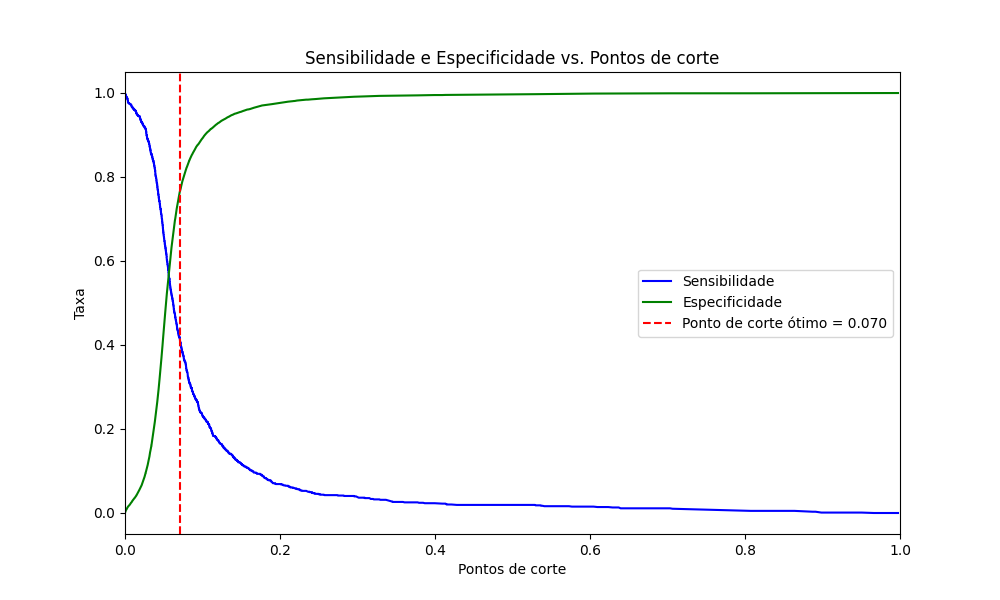 Sensibilidade e Especificidade vs. Pontos de corte
Taxa
1.0
0.8
0.6
0.4
0.2
0.0
Sensibilidade
Especificidade
Ponto de corte ótimo = 0.070
0.0 0.2 0.4 0.6 0.8 1.0
Pontos de corte